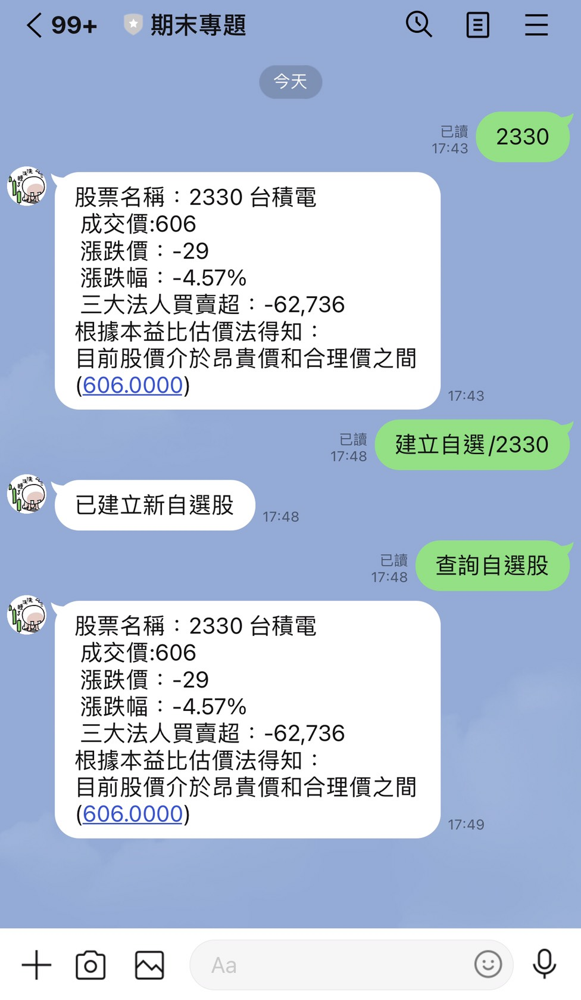 99+ 期末專題
今天
2330
已讀
17:43
股票名稱：2330 台積電
成交價:606
漲跌價：-29
漲跌幅：-4.57%
三大法人買賣超：-62,736
根據本益比估價法得知：
目前股價介於昂貴價和合理價之間
(606.0000)
17:43
建立自選/2330
已讀
17:48
已建立新自選股
17:48
查詢自選股
已讀
17:48
股票名稱：2330 台積電
成交價:606
漲跌價：-29
漲跌幅：-4.57%
三大法人買賣超：-62,736
根據本益比估價法得知：
目前股價介於昂貴價和合理價之間
(606.0000)
17:49
Aa